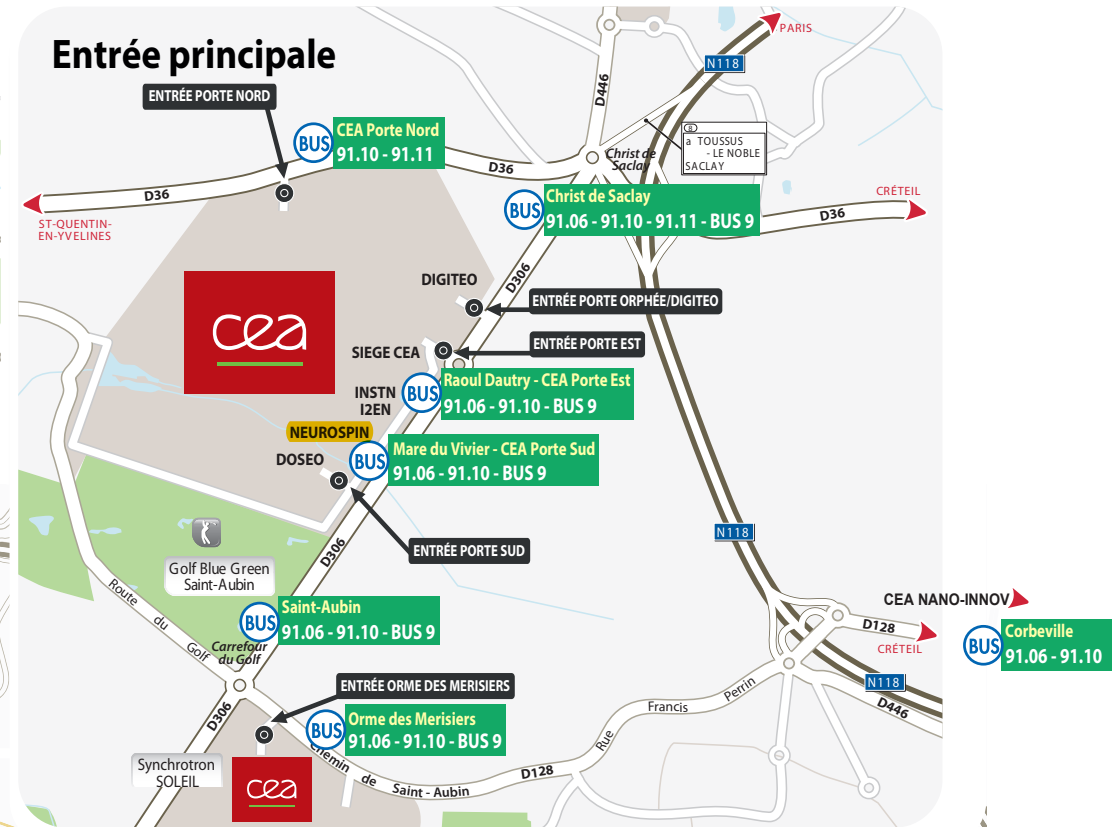 Entrée principale
PARIS
N118
ENTRÉE PORTE NORD
D446
BUS
CEA Porte Nord
91.10 - 91.11
8
a TOUSSUS
- LE NOBLE
SACLAY
Christ de
Saclay
D36
D36
ST-QUENTIN-
EN-YVELINES
BUS
Christ de Saclay
91.06 - 91.10 - 91.11 - BUS 9
CRÉTEIL
D36
DIGITEO
D306
ENTRÉE PORTE ORPHÉE/DIGITEO
cea
SIEGE CEA
ENTRÉE PORTE EST
INSTN
I2EN
BUS
Raoul Dautry - CEA Porte Est
91.06 - 91.10 - BUS 9
NEUROSPIN
DOSEO
BUS
Mare du Vivier - CEA Porte Sud
91.06 - 91.10 - BUS 9
N118
D306
ENTRÉE PORTE SUD
Golf Blue Green
Saint-Aubin
Route du Golf
BUS
Saint-Aubin
91.06 - 91.10 - BUS 9
Carrefour
du Golf
CEA NANO-INNOV
D128
CRÉTEIL
BUS
Corbeville
91.06 - 91.10
N118
D446
ENTRÉE ORME DES MERISIERS
D306
BUS
Orme des Merisiers
91.06 - 91.10 - BUS 9
Rue Francis Perrin
Synchrotron
SOLEIL
cea
Chemin de Saint - Aubin
D128